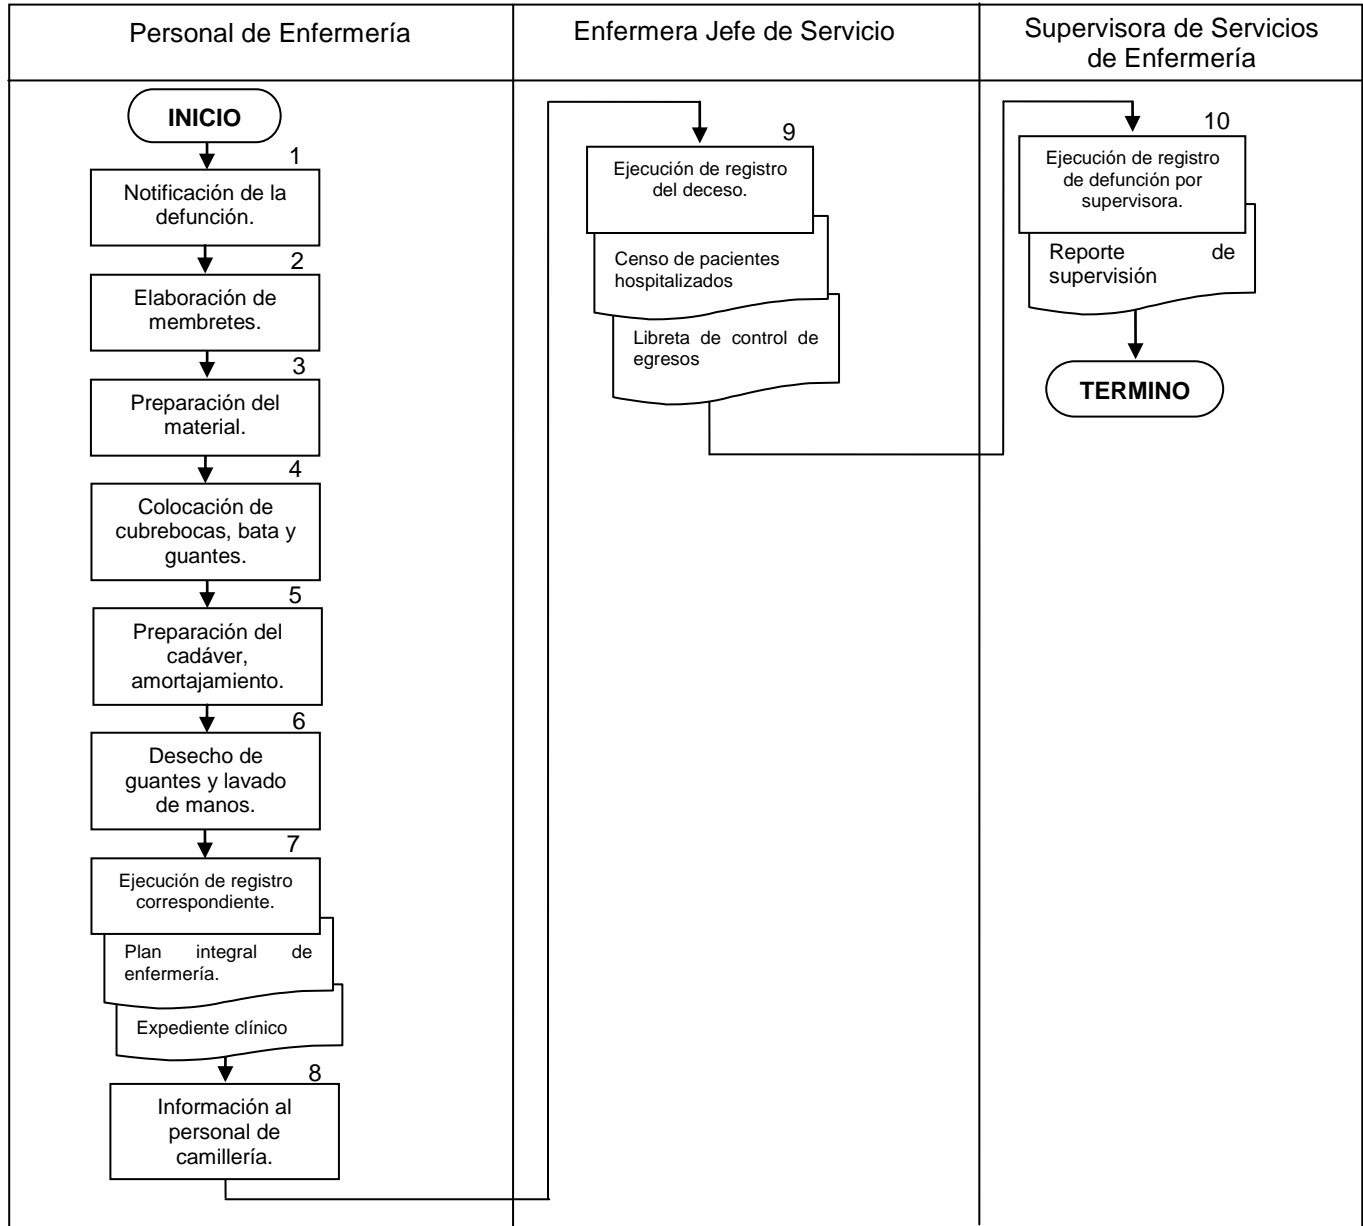 Personal de Enfermería
Enfermera Jefe de Servicio
Supervisora de Servicios
de Enfermería
INICIO
1
Notificación de la
defunción.
2
Elaboración de
membretes.
3
Preparación del
material.
4
Colocación de
cubrebocas, bata y
guantes.
5
Preparación del
cadáver,
amortajamiento.
6
Desecho de
guantes y lavado
de manos.
7
Ejecución de registro
correspondiente.
Plan integral de
enfermería.
Expediente clínico
8
Información al
personal de
camillería.
9
Ejecución de registro
del deceso.
Censo de pacientes
hospitalizados
Libreta de control de
egresos
10
Ejecución de registro
de defunción por
supervisora.
Reporte de
supervisión
TERMINO